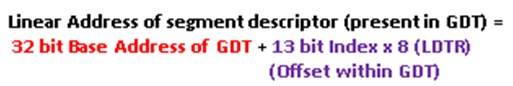 Linear Address of segment descriptor (present in GDT) =
32 bit Base Address of GDT + 13 bit Index x 8 (LDTR)
(Offset within GDT)